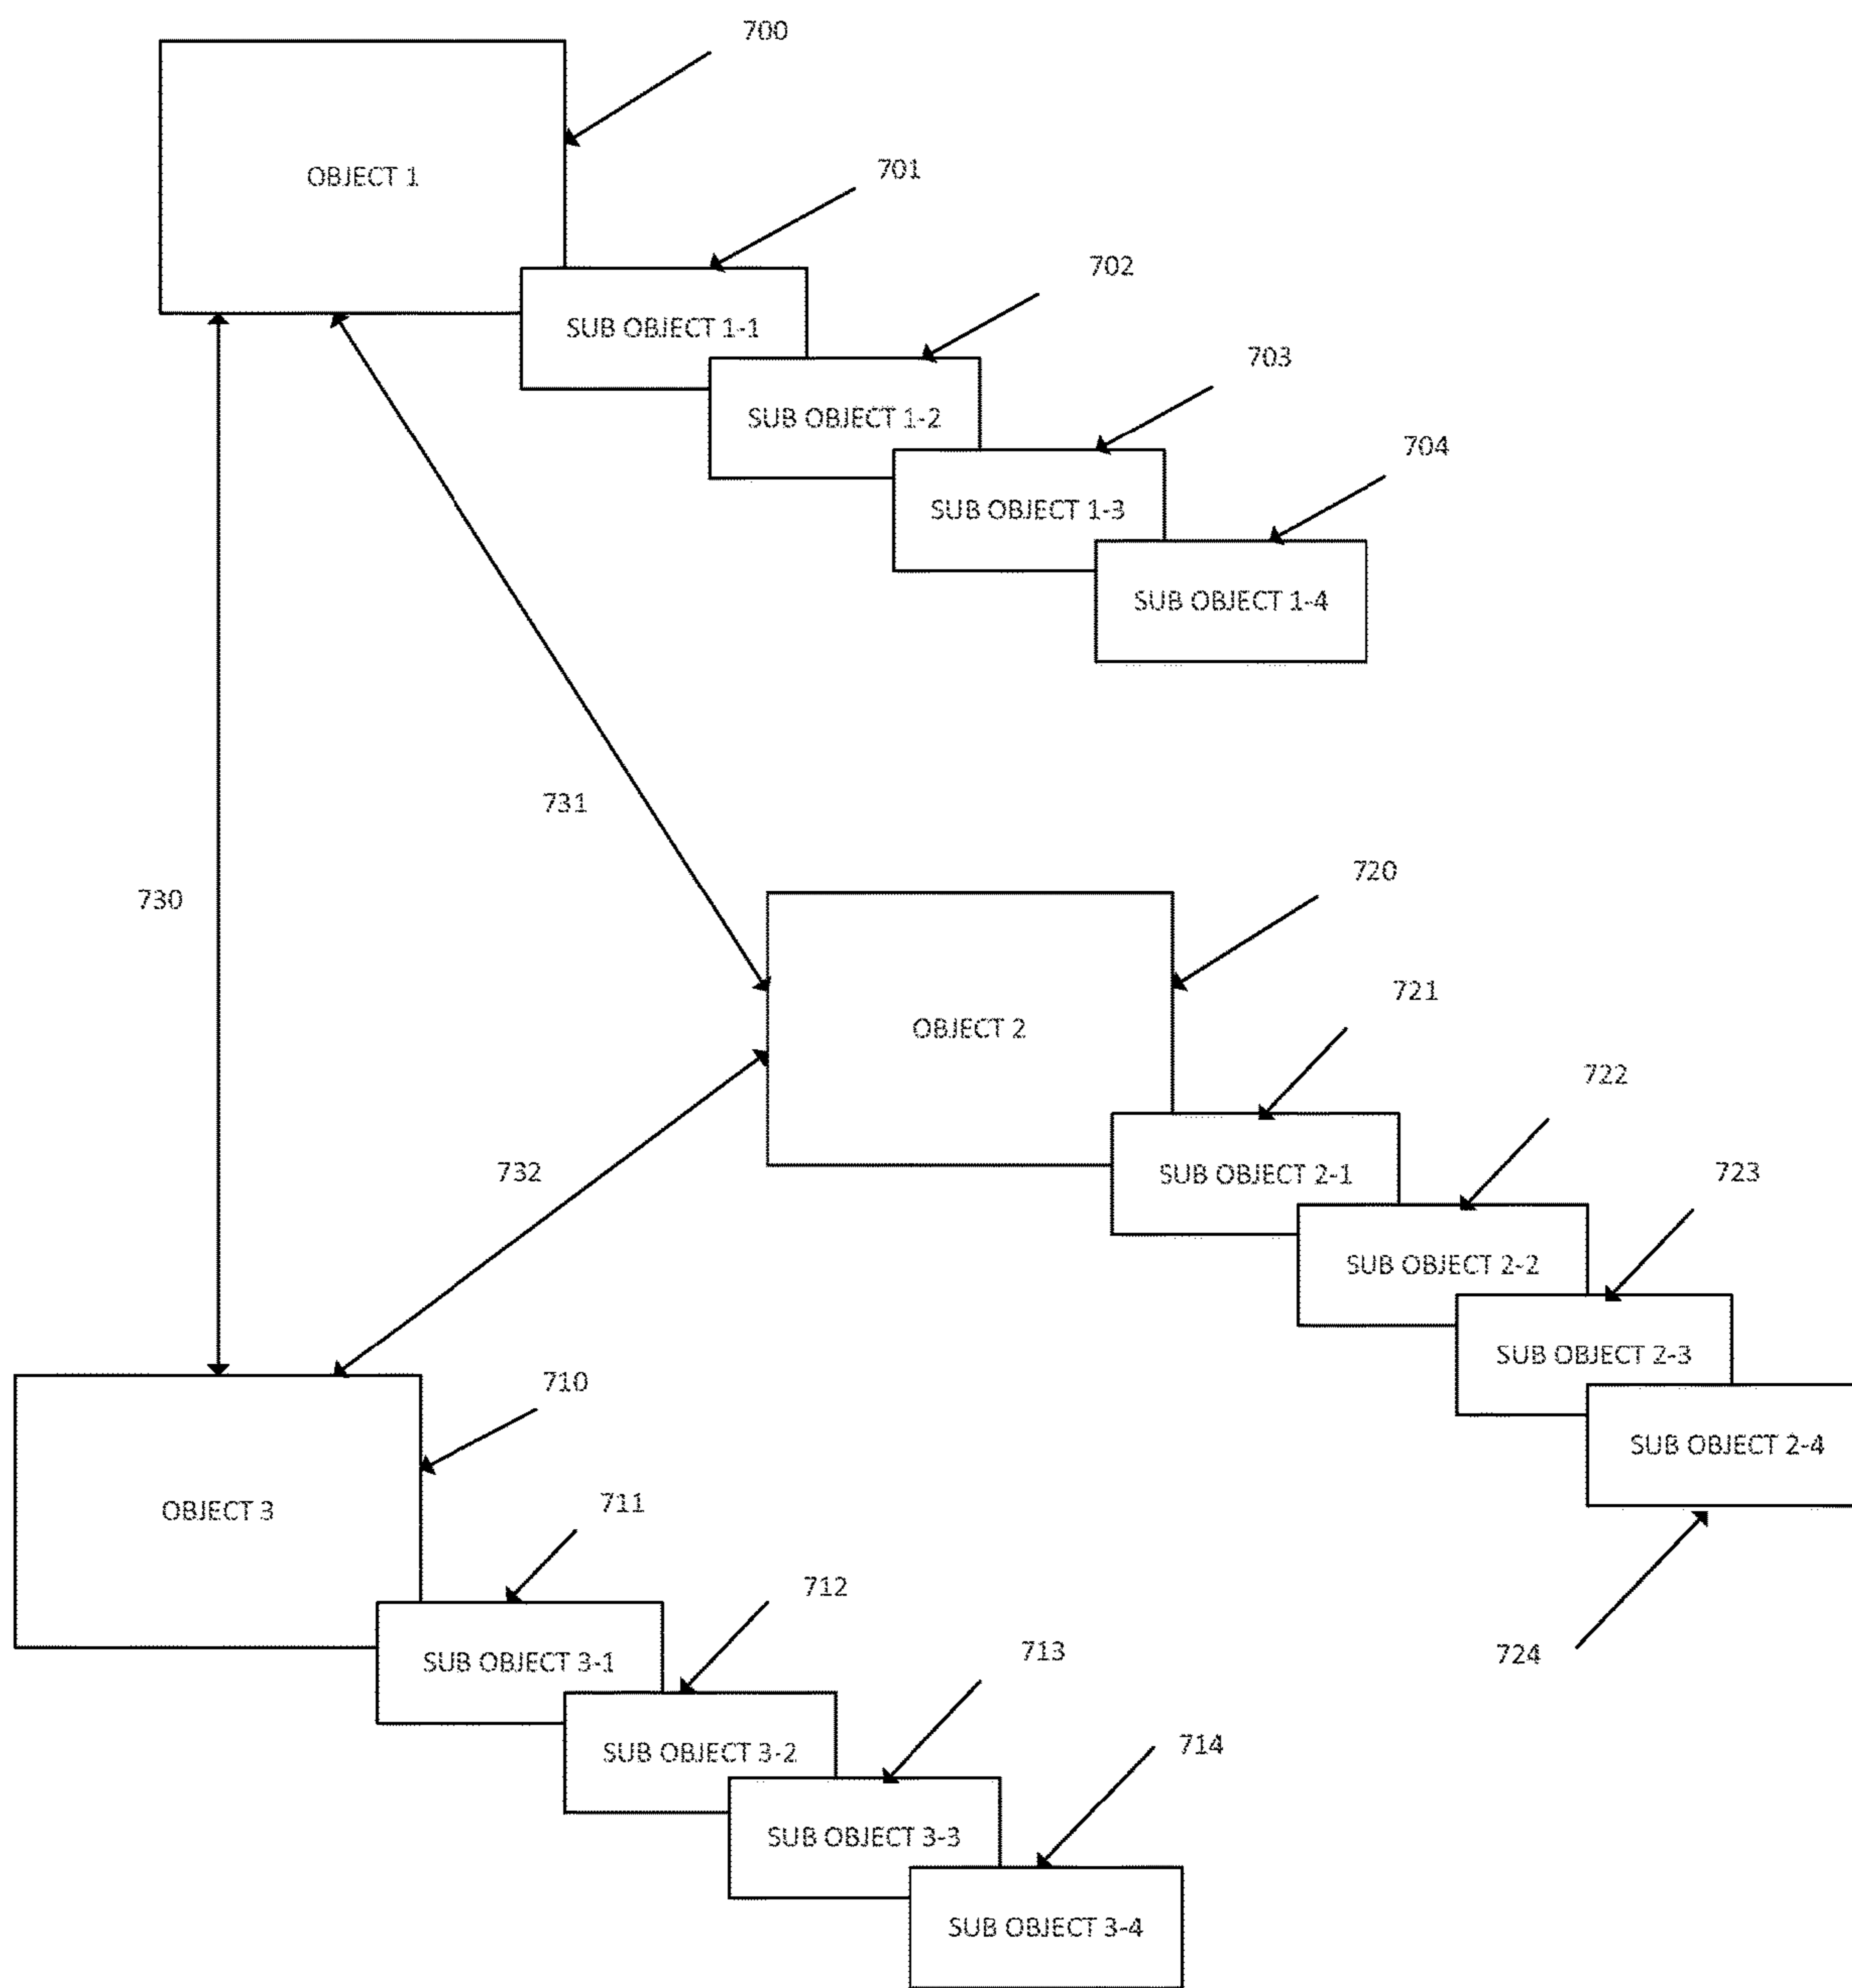 700
OBJECT 1
701
702
SUB OBJECT 1-1
703
SUB OBJECT 1-2
704
SUB OBJECT 1-3
SUB OBJECT 1-4
731
730
720
721
OBJECT 2
722
732
SUB OBJECT 2-1
723
SUB OBJECT 2-2
SUB OBJECT 2-3
710
SUB OBJECT 2-4
711
OBJECT 3
712
713
724
SUB OBJECT 3-1
714
SUB OBJECT 3-2
SUB OBJECT 3-3
SUB OBJECT 3-4